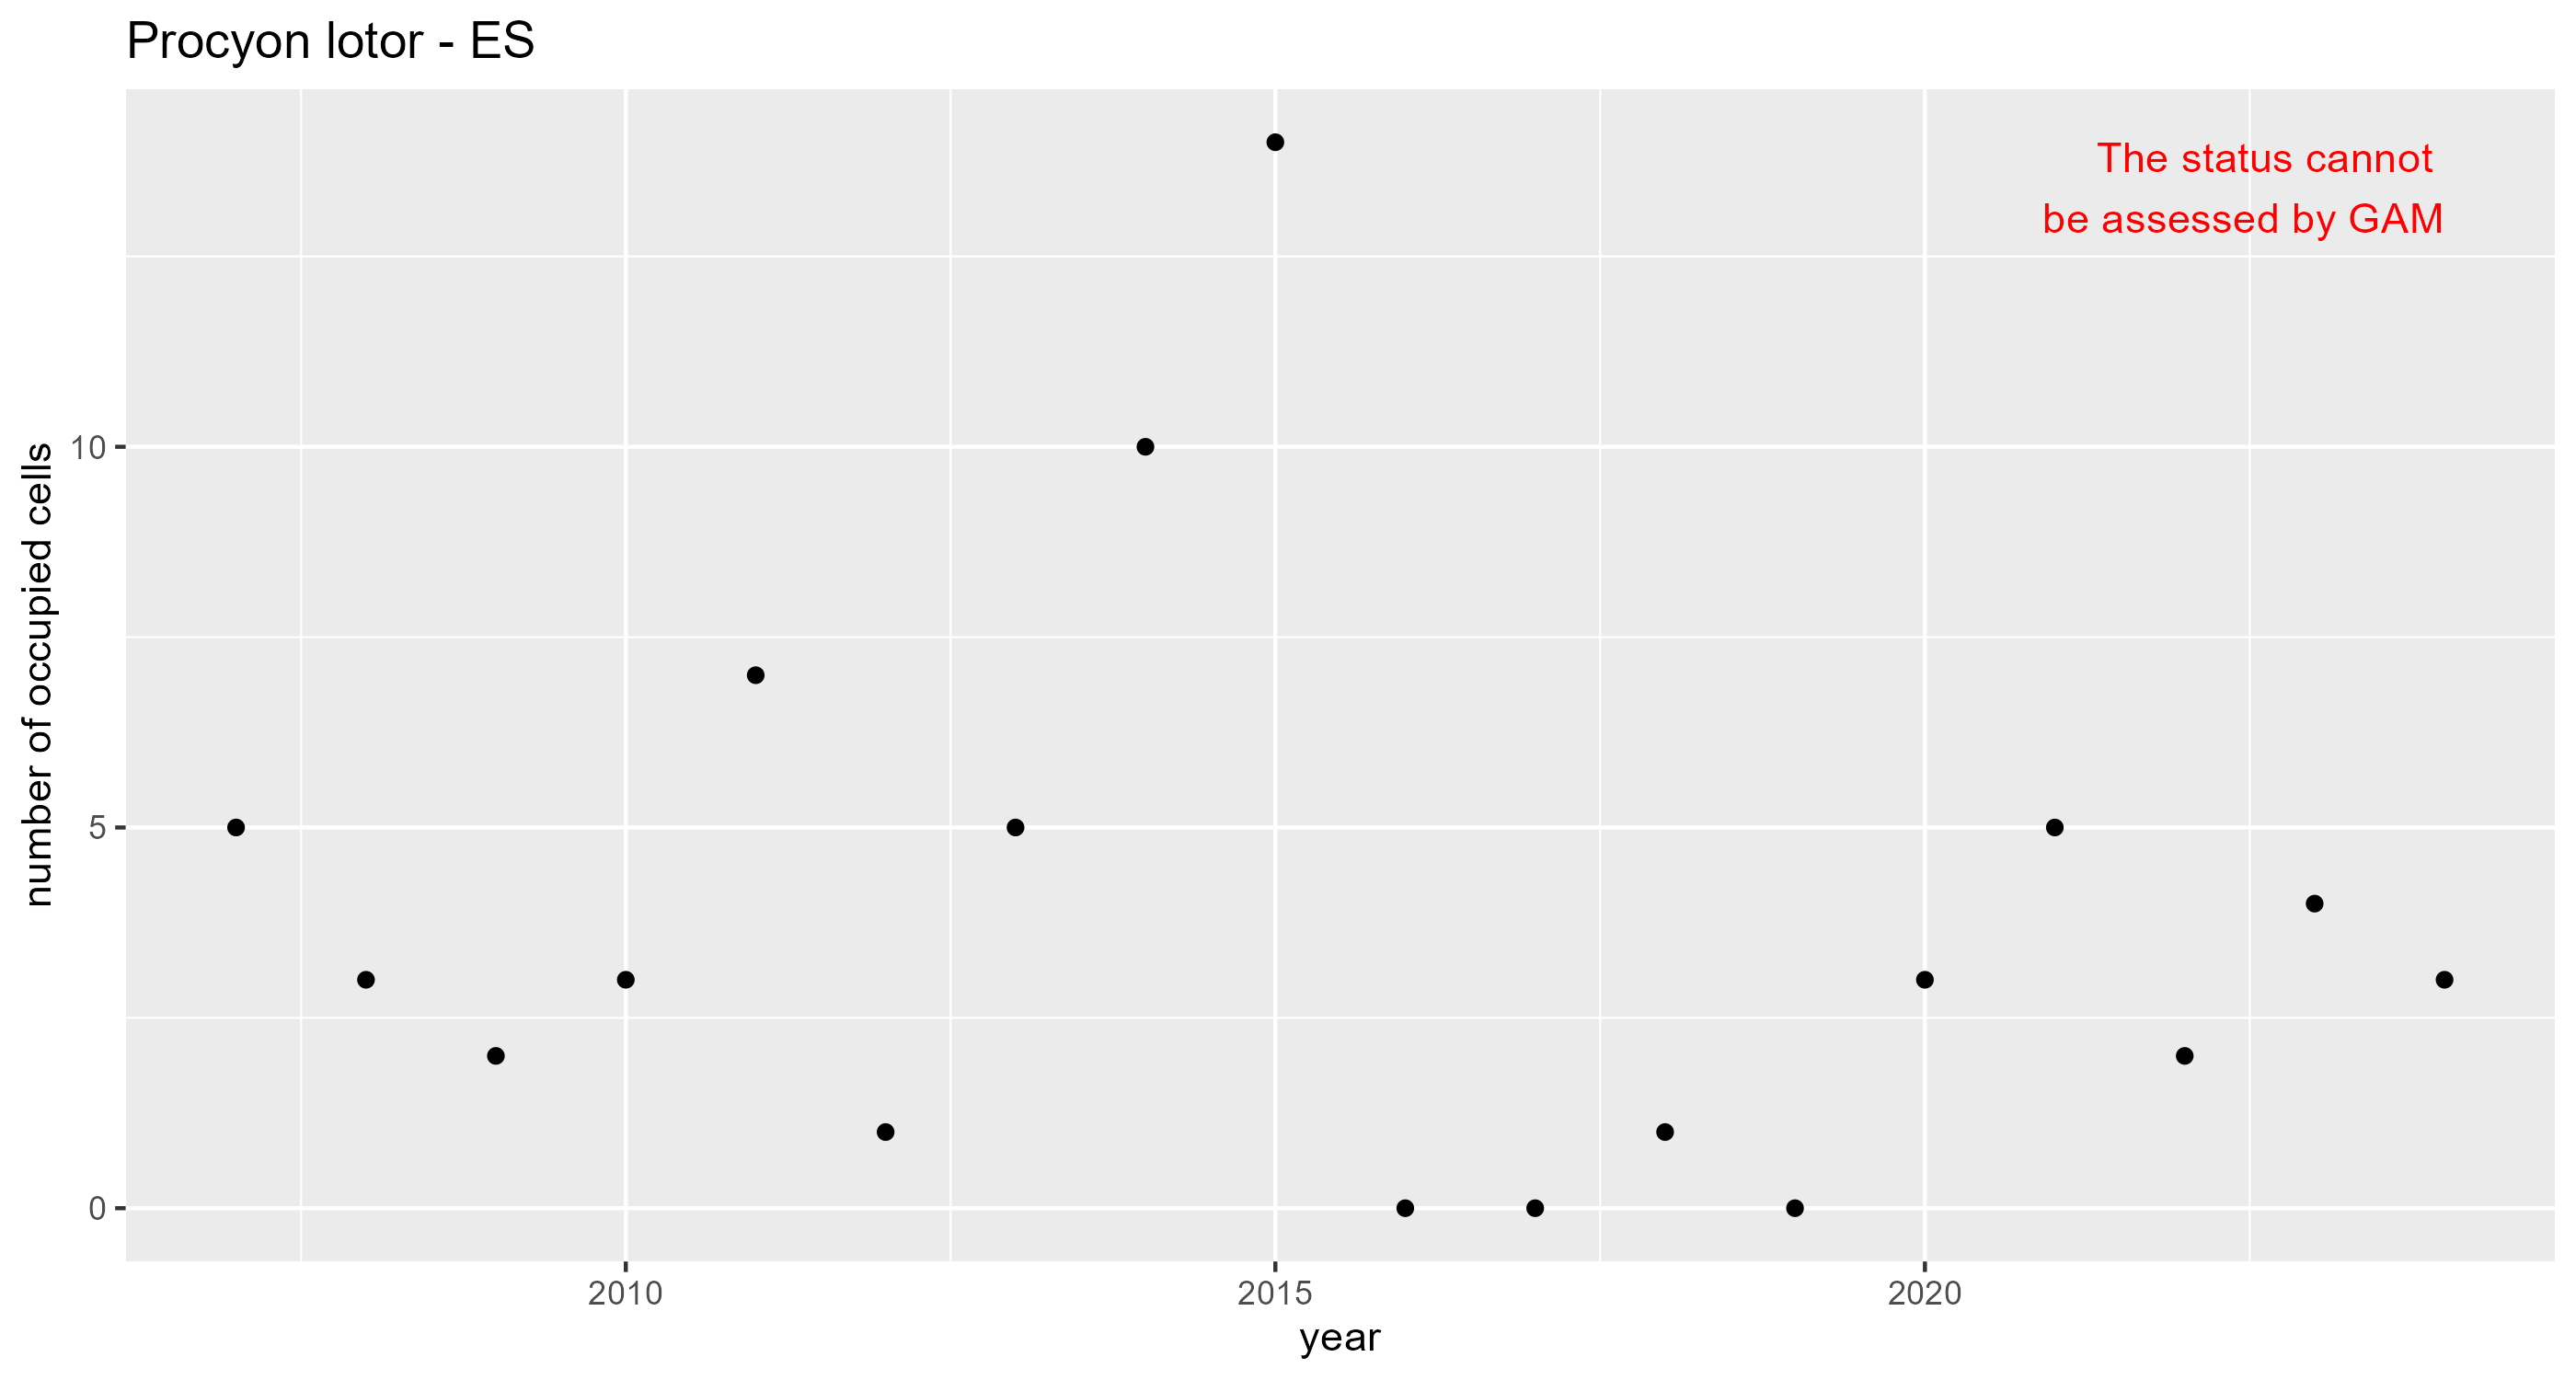 Procyon lotor - ES
The status cannot
be assessed by GAM
number of occupied cells
10
5
0
2010
2015
2020
year